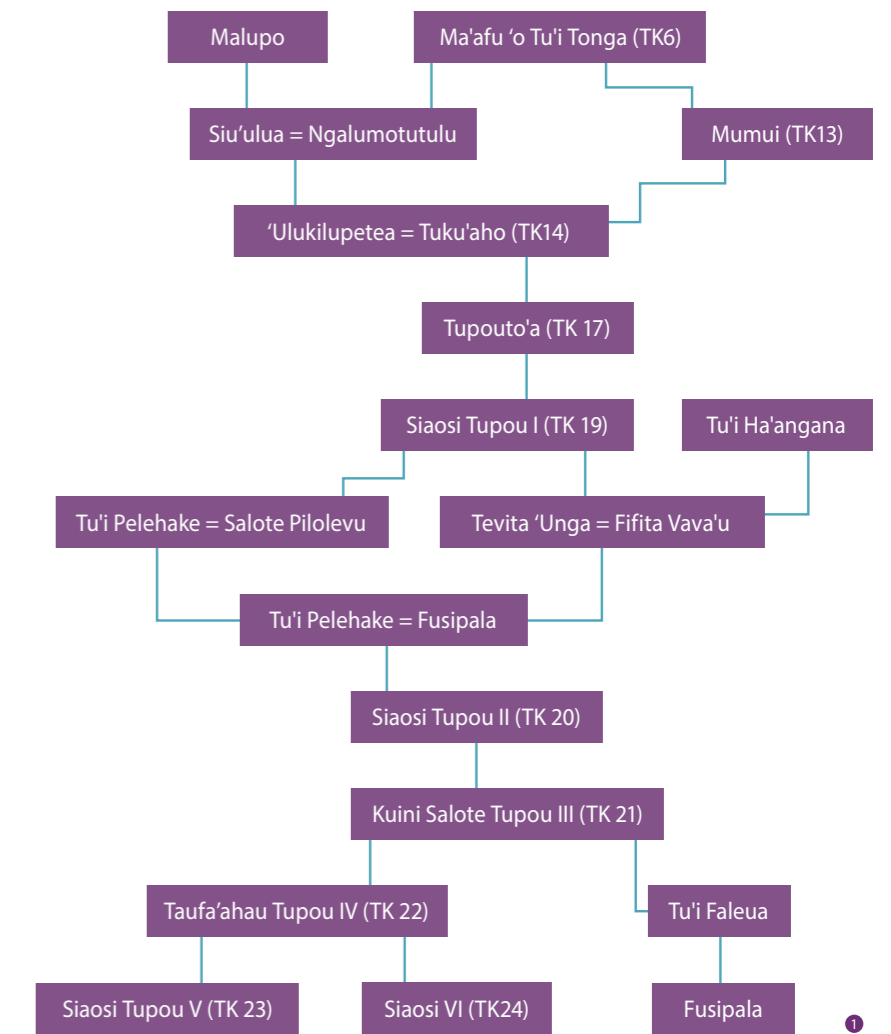 Malupo
Ma'afu ‘o Tu'i Tonga (TK6)
Siu’ulua = Ngalumotutulu
Mumui (TK13)
‘Ulukilupetea = Tuku'aho (TK14)
Tupouto'a (TK 17)
Siaosi Tupou I (TK 19)
Tu'i Ha'angana
Tu'i Pelehake = Salote Pilolevu
Tevita ‘Unga = Fifita Vava'u
Tu'i Pelehake = Fusipala
Siaosi Tupou II (TK 20)
Kuini Salote Tupou III (TK 21)
Taufa’ahau Tupou IV (TK 22)
Tu'i Faleua
Siaosi Tupou V (TK 23)
Siaosi VI (TK24)
Fusipala
1